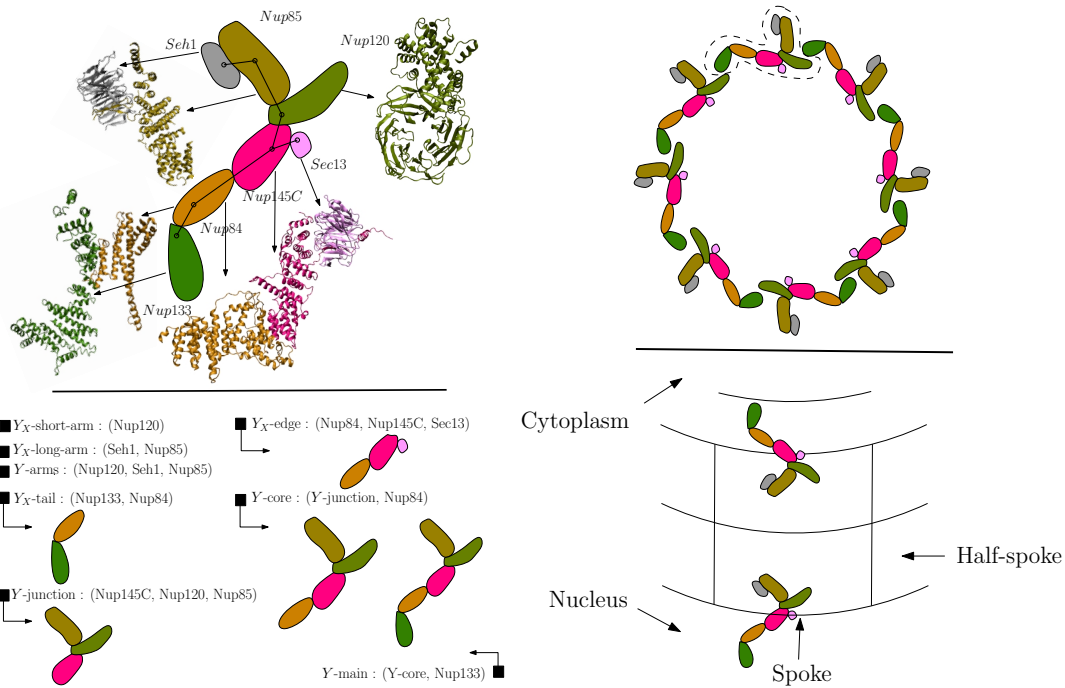 Nup85
Seh1
Nup120
Sec13
Nup145C
Nup84
Nup133
Y_X-short-arm : (Nup120)
Y_X-long-arm : (Seh1, Nup85)
Y-arms : (Nup120, Seh1, Nup85)
Y_X-tail : (Nup133, Nup84)
Y-junction : (Nup145C, Nup120, Nup85)
Y_X-edge : (Nup84, Nup145C, Sec13)
Y-core : (Y-junction, Nup84)
Y-main : (Y-core, Nup133)
Cytoplasm
Half-spoke
Nucleus
Spoke